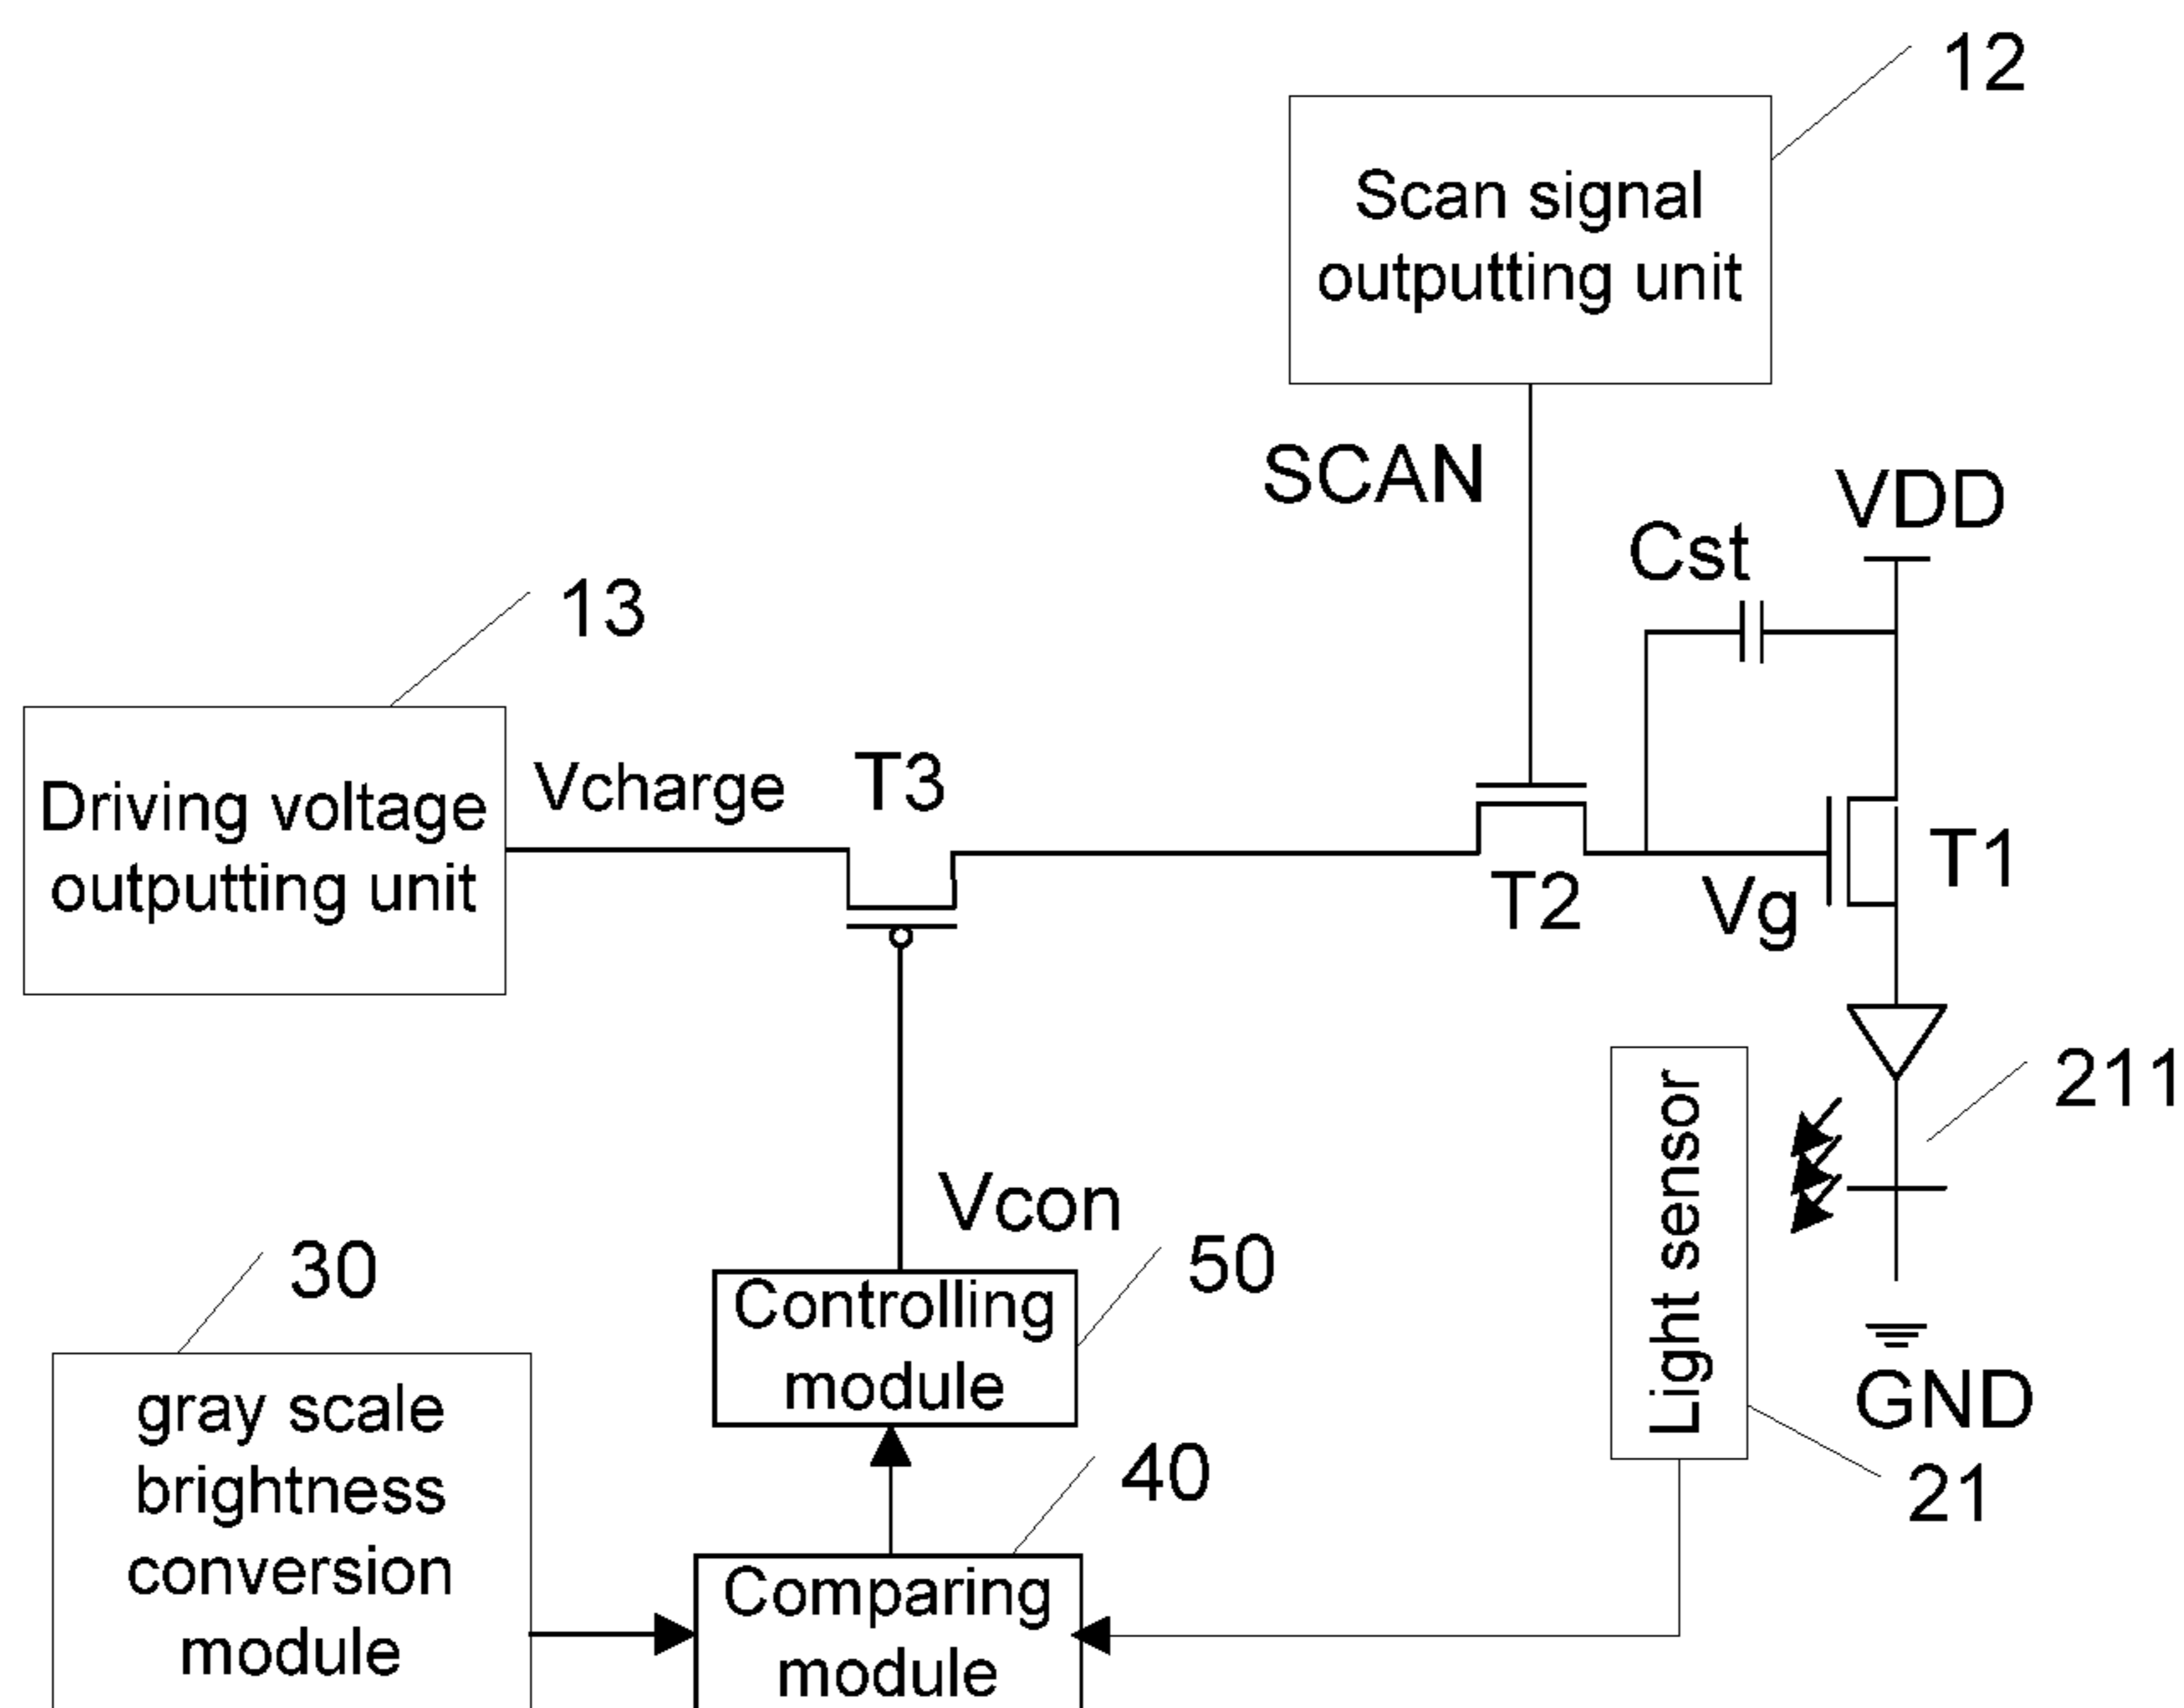 12
Scan signal
outputting unit
SCAN
VDD
Cst
13
Driving voltage
outputting unit
Vcharge
T3
T2
Vg
T1
211
Light sensor
Vcon
50
30
Controlling
module
GND
21
gray scale
brightness
conversion
module
40
Comparing
module